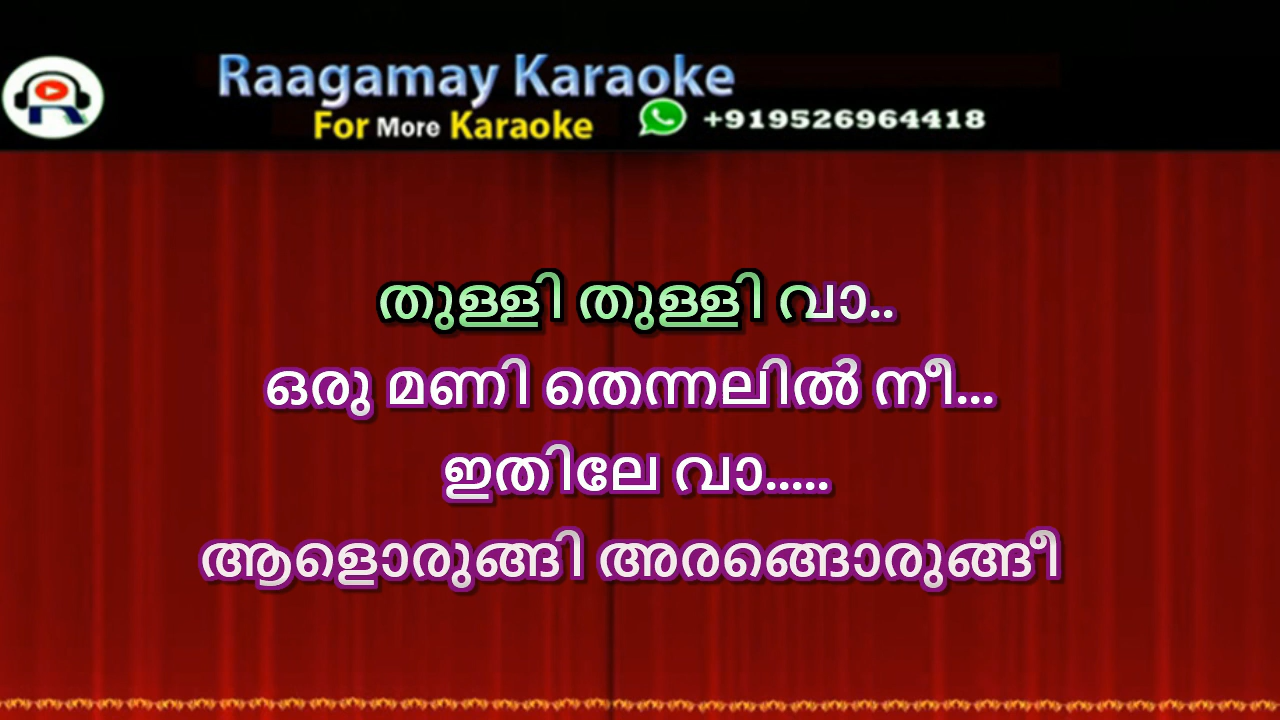 Raagamay Karaoke
For More Karaoke +919526964418
തുള്ളി തുള്ളി വാ..
ഒരു മണി തെന്നലിൽ നീ...
ഇതിലേ വാ.....
ആളൊരുങ്ങി അരങ്ങൊരുങ്ങീ